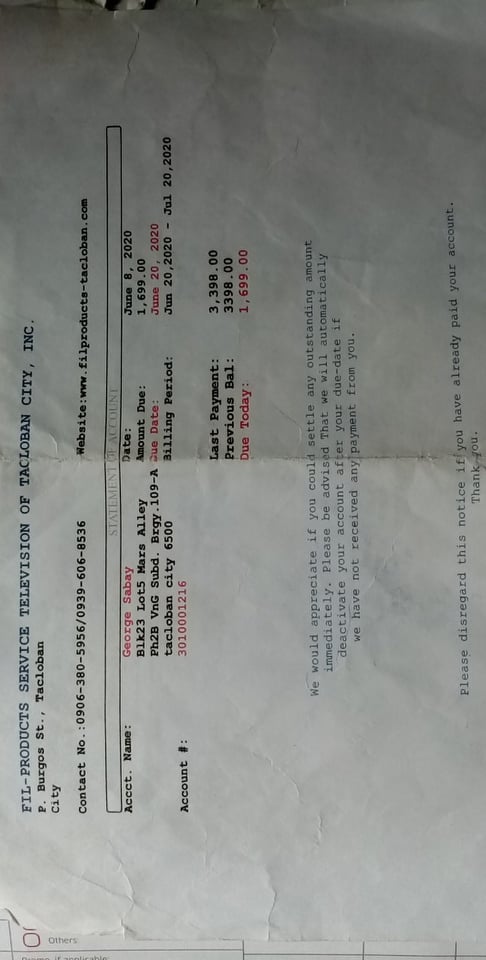 FIL-PRODUCTS SERVICE TELEVISION OF TACLOBAN CITY, INC.
P. Burgos St., Tacloban
City
Contact No.:0906-380-5956/0939-606-8536 Website:www.filproducts-tacloban.com
STATEMENT OF ACCOUNT
Accct. Name: George Sabay Date: June 8, 2020
Blk23 Lot5 Mars Alley Amount Due: 1,699.00
Ph2B VnG Subd. Brgy.109-A Due Date: June 20, 2020
tacloban city 6500 Billing Period: Jun 20,2020 - Jul 20,2020
Account #: 3010001216
Last Payment: 3,398.00
Previous Bal: 3398.00
Due Today: 1,699.00
We would appreciate if you could settle any outstanding amount
immediately. Please be advised That we will automatically
deactivate your account after your due-date if
we have not received any payment from you.
Please disregard this notice if you have already paid your account.
Thank you.
Others